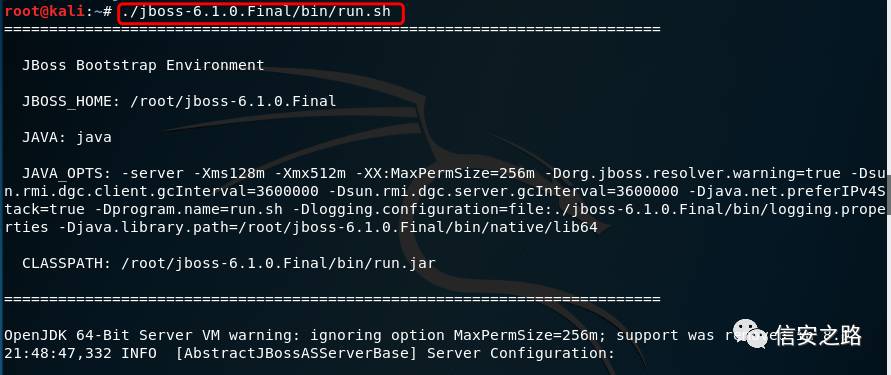 root@kali:~# ./jboss-6.1.0.Final/bin/run.sh
=========================================================================
JBoss Bootstrap Environment
JBOSS_HOME: /root/jboss-6.1.0.Final
JAVA: java
JAVA_OPTS: -server -Xms128m -Xmx512m -XX:MaxPermSize=256m -Dorg.jboss.resolver.warning=true -Dsu
n.rmi.dgc.client.gcInterval=3600000 -Dsun.rmi.dgc.server.gcInterval=3600000 -Djava.net.preferIPv4S
tack=true -Dprogram.name=run.sh -Dlogging.configuration=file:./jboss-6.1.0.Final/bin/logging.prope
rties -Djava.library.path=/root/jboss-6.1.0.Final/bin/native/lib64
CLASSPATH: /root/jboss-6.1.0.Final/bin/run.jar
=========================================================================
OpenJDK 64-Bit Server VM warning: ignoring option MaxPermSize=256m; support was
21:48:47,332 INFO [AbstractJBossASServerBase] Server Configuration:
信安之路